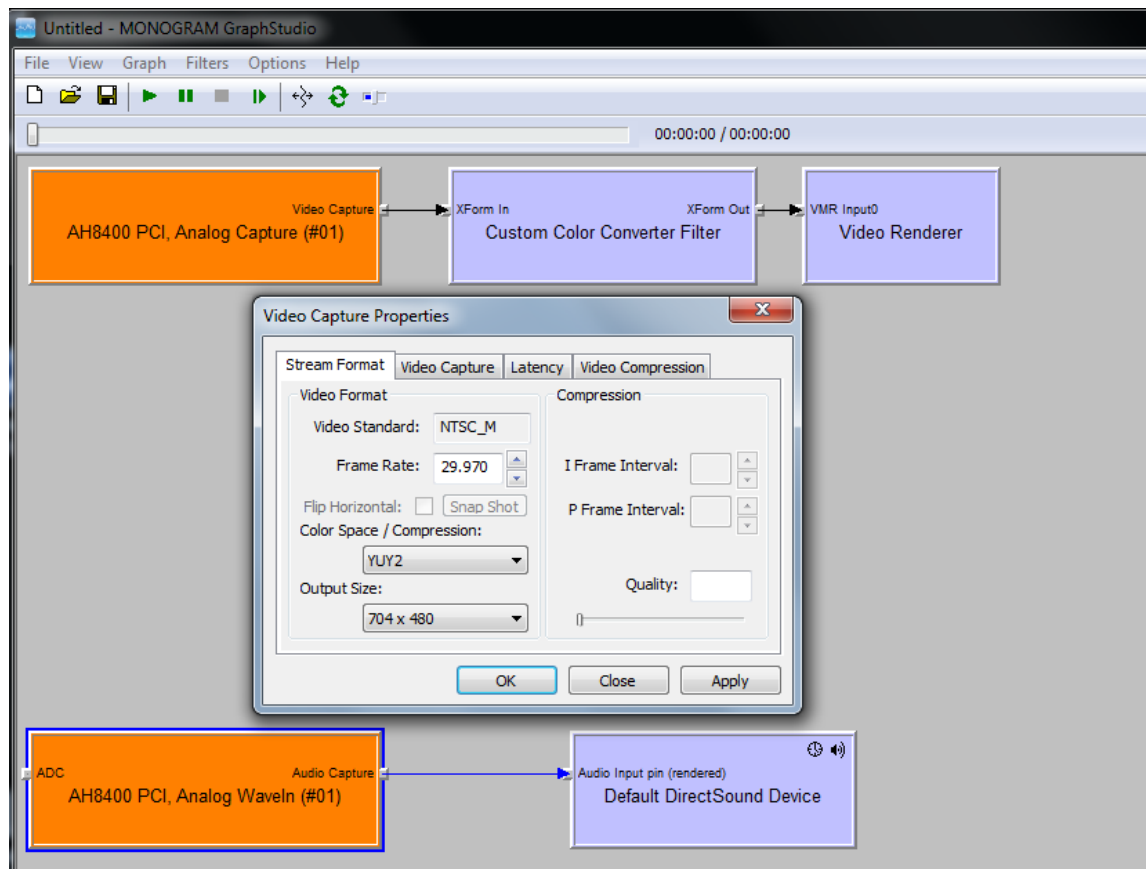 Untitled - MONOGRAM GraphStudio
File View Graph Filters Options Help
00:00:00 / 00:00:00
Video Capture
AH8400 PCI, Analog Capture (#01)
XForm In XForm Out
Custom Color Converter Filter
VMR Input0
Video Renderer
Video Capture Properties
Stream Format Video Capture Latency Video Compression
Video Format
Video Standard: NTSC_M
Frame Rate: 29.970
Flip Horizontal: Snap Shot
Color Space / Compression:
YUY2
Output Size:
704 x 480
Compression
I Frame Interval:
P Frame Interval:
Quality:
OK Close Apply
ADC Audio Capture
AH8400 PCI, Analog WaveIn (#01)
Audio Input pin (rendered)
Default DirectSound Device